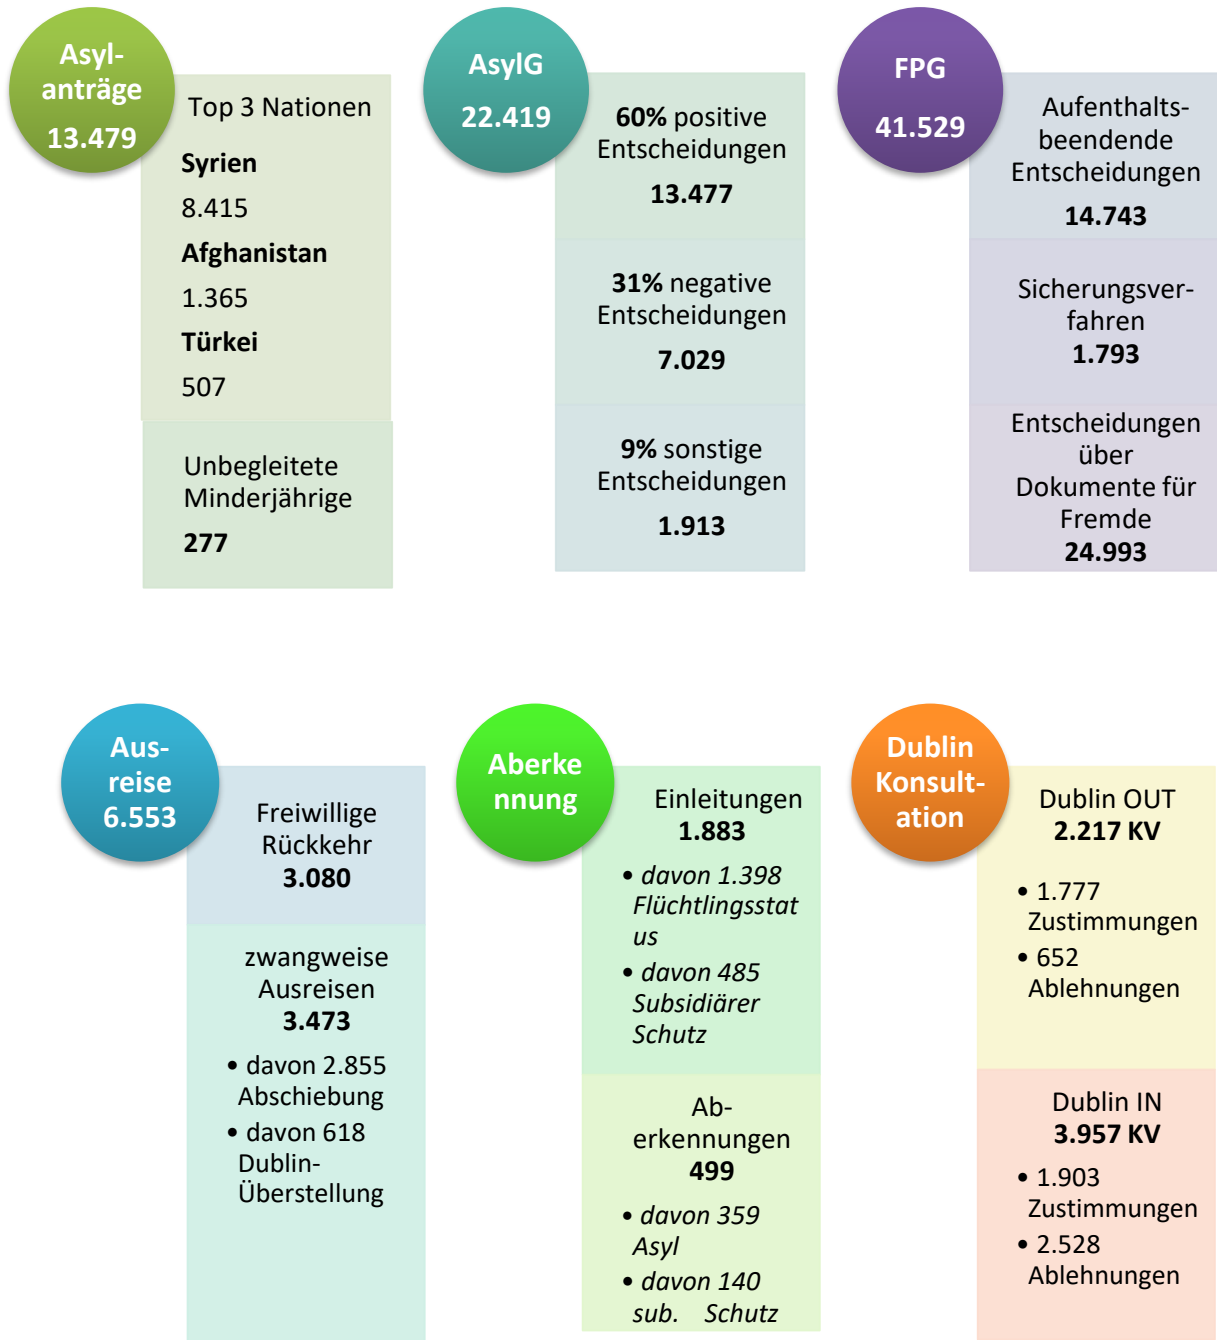 Asyl-
anträge
13.479
Top 3 Nationen
Syrien
8.415
Afghanistan
1.365
Türkei
507
Unbegleitete
Minderjährige
277
AsylG
22.419
60% positive
Entscheidungen
13.477
31% negative
Entscheidungen
7.029
9% sonstige
Entscheidungen
1.913
FPG
41.529
Aufenthalts-
beendende
Entscheidungen
14.743
Sicherungsver-
fahren
1.793
Entscheidungen
über
Dokumente für
Fremde
24.993
Aus-
reise
6.553
Freiwillige
Rückkehr
3.080
zwangweise
Ausreisen
3.473
• davon 2.855
Abschiebung
• davon 618
Dublin-
Überstellung
Aberke
nnung
Einleitungen
1.883
• davon 1.398
Flüchtlingsstat
us
• davon 485
Subsidiärer
Schutz
Ab-
erkennungen
499
• davon 359
Asyl
• davon 140
sub. Schutz
Dublin
Konsult-
ation
Dublin OUT
2.217 KV
• 1.777
Zustimmungen
• 652
Ablehnungen
Dublin IN
3.957 KV
• 1.903
Zustimmungen
• 2.528
Ablehnungen